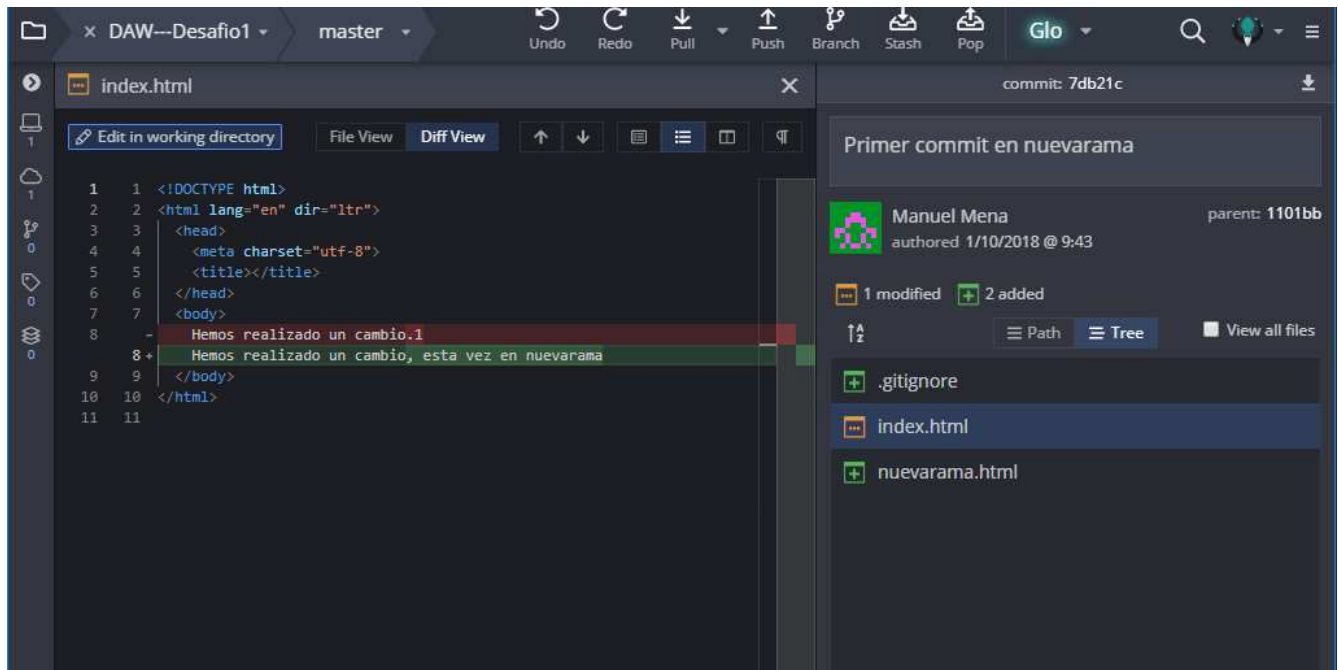 × DAW---Desafio1 master Undo Redo Pull Push Branch Stash Pop Glo
index.html ×
commit: 7db21c
Edit in working directory File View Diff View ¶
Primer commit en nuevarama
Manuel Mena
authored 1/10/2018 @ 9:43
parent: 1101bb
1 modified 2 added
Path Tree View all files
.gitignore
index.html
nuevarama.html
1
1
0
0
0
1 1 <!DOCTYPE html>
2 2 <html lang="en" dir="ltr">
3 3 <head>
4 4 <meta charset="utf-8">
5 5 <title></title>
6 6 </head>
7 7 <body>
8 - Hemos realizado un cambio.1
8 + Hemos realizado un cambio, esta vez en nuevarama
9 9 </body>
10 10 </html>
11 11